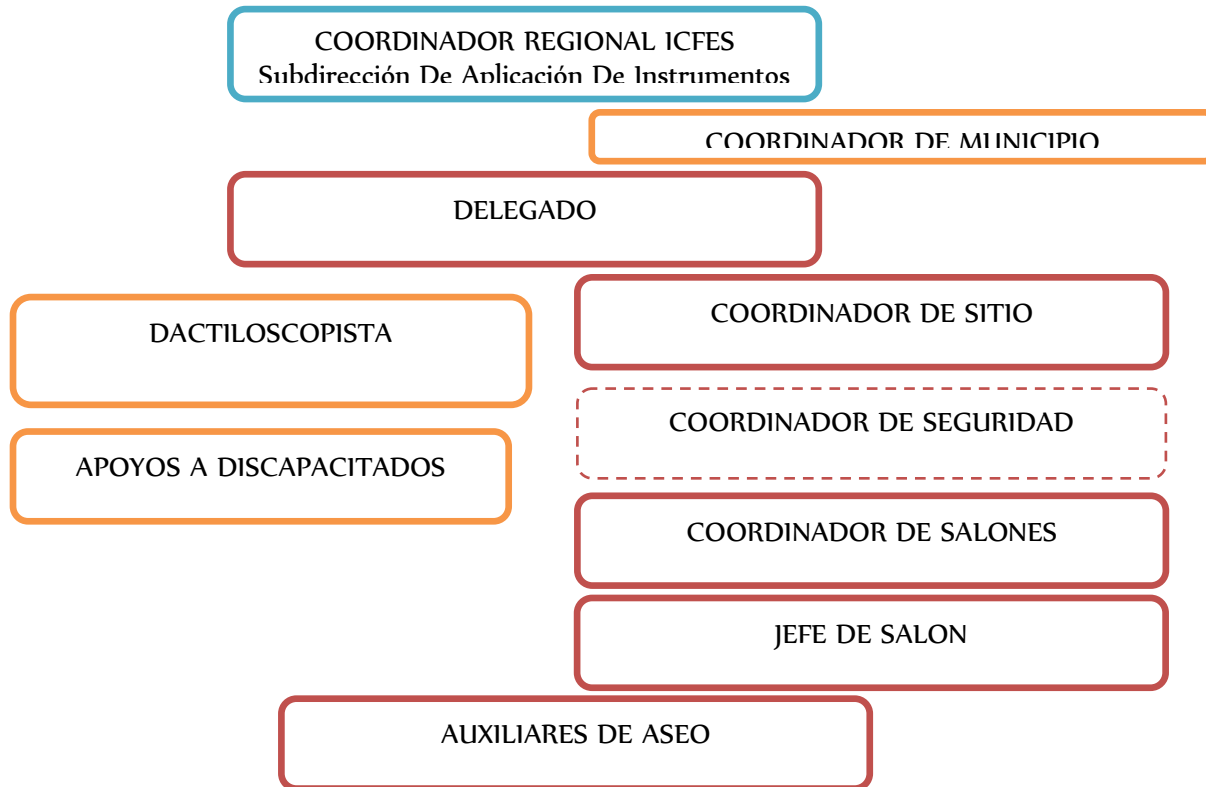 COORDINADOR REGIONAL ICFES
Subdirección De Aplicación De Instrumentos
COORDINADOR DE MUNICIPIO
DELEGADO
COORDINADOR DE SITIO
DACTILOSCOPISTA
COORDINADOR DE SEGURIDAD
APOYOS A DISCAPACITADOS
COORDINADOR DE SALONES
JEFE DE SALON
AUXILIARES DE ASEO